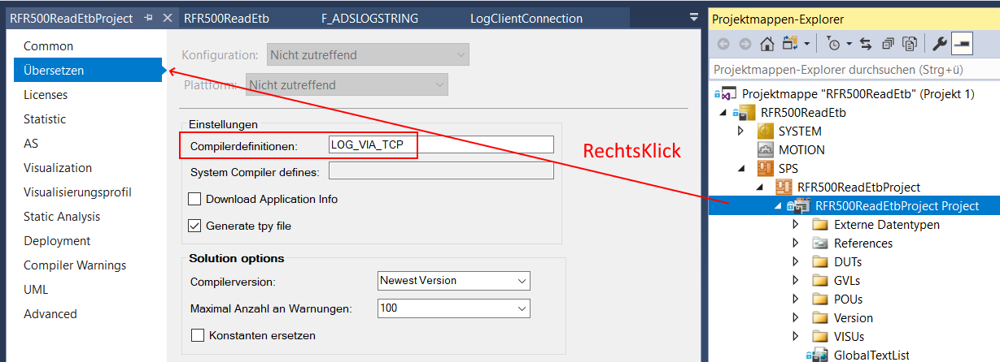 RFR500ReadEtbProject
RFR500ReadEtb
F_ADSLOGSTRING
LogClientConnection
Common
Übersetzen
Licenses
Statistic
AS
Visualization
Visualisierungsprofil
Static Analysis
Deployment
Compiler Warnings
UML
Advanced
Konfiguration: Nicht zutreffend
Plattform: Nicht zutreffend
Einstellungen
Compilerdefinitionen: LOG_VIA_TCP
System Compiler defines:
Download Application Info
Generate tpy file
Solution options
Compilerversion: Newest Version
Maximal Anzahl an Warnungen: 100
Konstanten ersetzen
RechtsKlick
Projektmappen-Explorer
Projektmappen-Explorer durchsuchen (Strg+ü)
Projektmappe "RFR500ReadEtb" (Projekt 1)
RFR500ReadEtb
SYSTEM
MOTION
SPS
RFR500ReadEtbProject
RFR500ReadEtbProject Project
Externe Datentypen
References
DUTs
GVLs
POUs
Version
VISUs
GlobalTextList